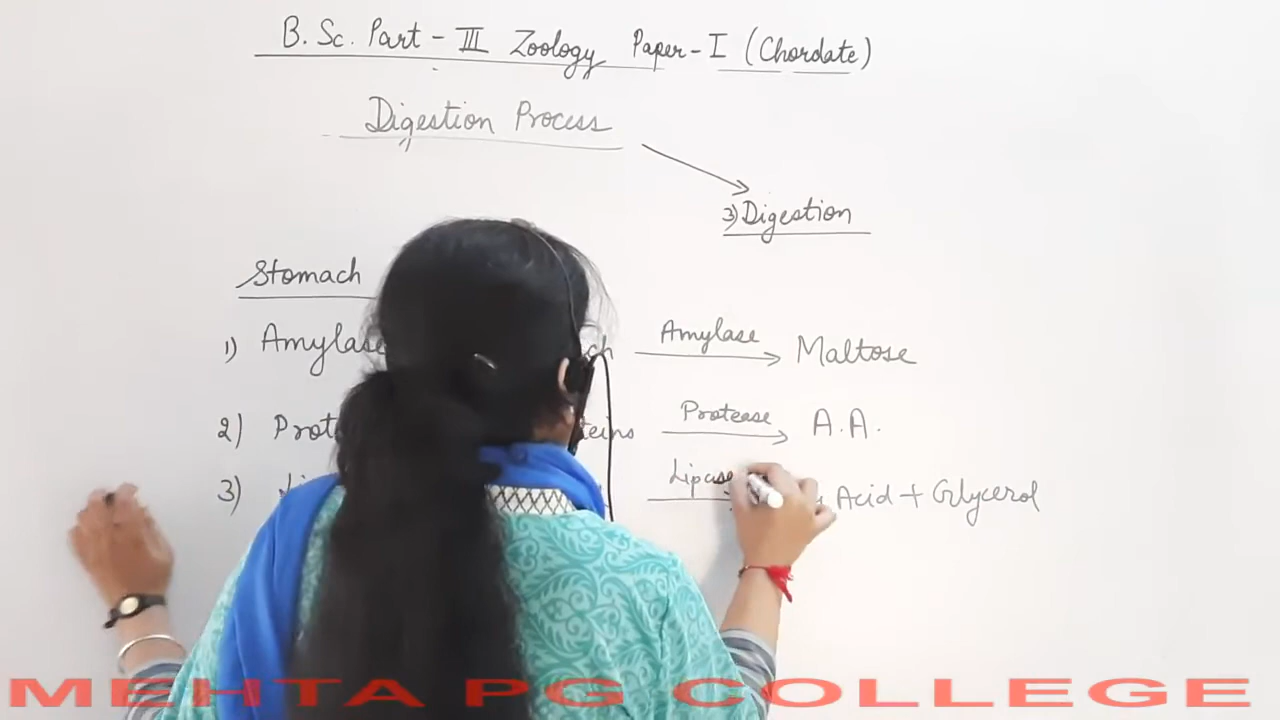 B. Sc. Part - III Zoology Paper - I (Chordate)
Digestion Process
3) Digestion
Stomach
1) Amylase Amylase → Maltose
2) Protease → A.A.
3) Lipase Acid + Glycerol
MEHTA PG COLLEGE